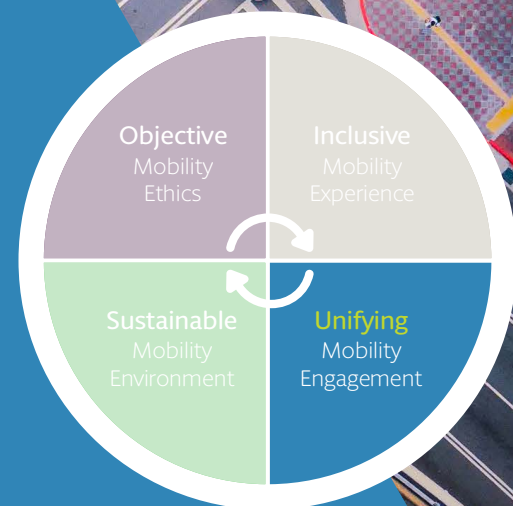 Objective
Mobility
Ethics
Inclusive
Mobility
Experience
Sustainable
Mobility
Environment
Unifying
Mobility
Engagement